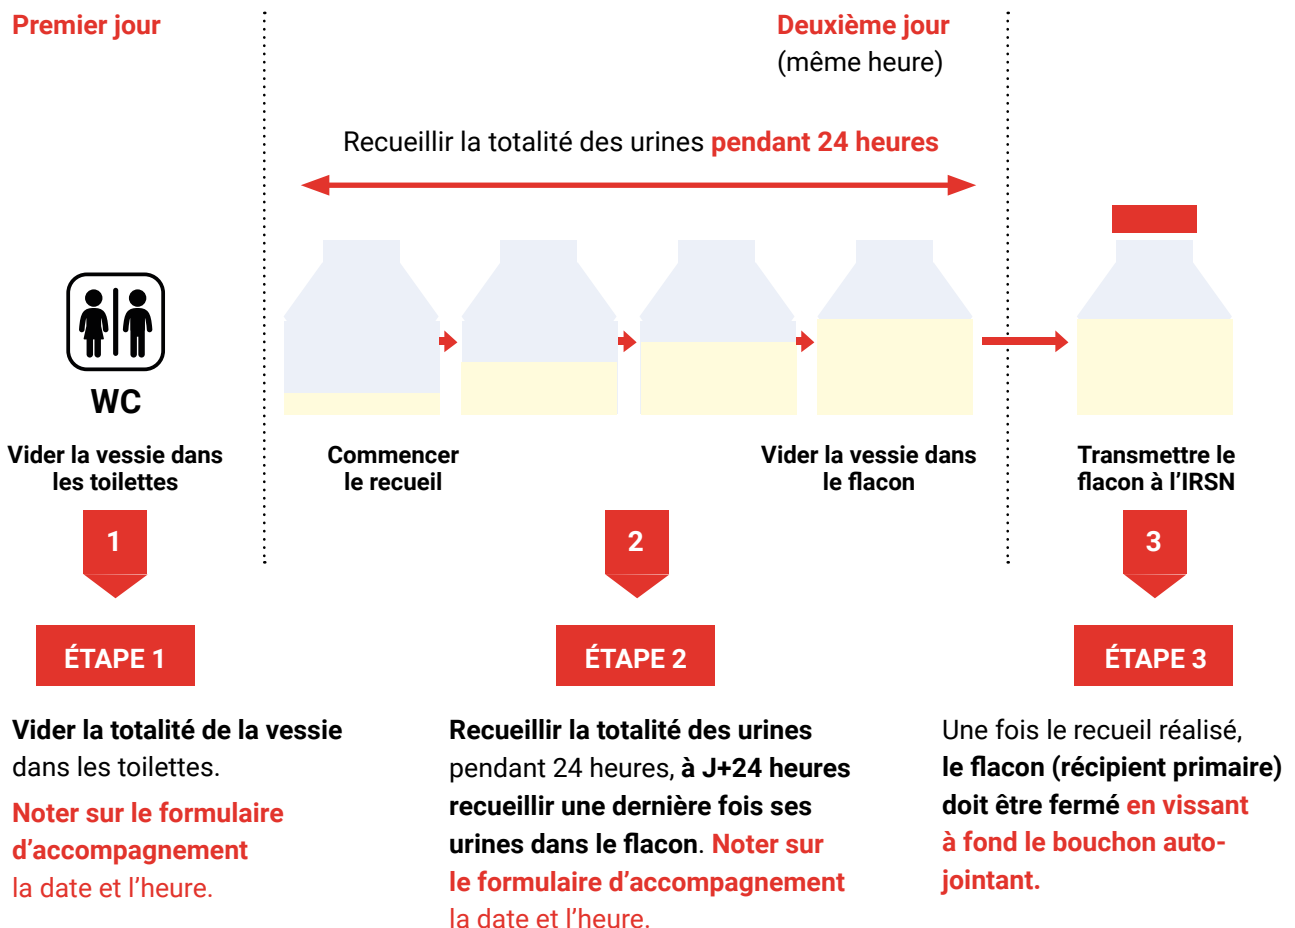 Premier jour
Deuxième jour
(même heure)
Recueillir la totalité des urines pendant 24 heures
WC
Vider la vessie dans
les toilettes
Commencer
le recueil
Vider la vessie dans
le flacon
Transmettre le
flacon à l’IRSN
1
2
3
ÉTAPE 1
ÉTAPE 2
ÉTAPE 3
Vider la totalité de la vessie
dans les toilettes.
Noter sur le formulaire
d’accompagnement
la date et l’heure.
Recueillir la totalité des urines
pendant 24 heures, à J+24 heures
recueillir une dernière fois ses
urines dans le flacon. Noter sur
le formulaire d’accompagnement
la date et l’heure.
Une fois le recueil réalisé,
le flacon (récipient primaire)
doit être fermé en vissant
à fond le bouchon auto-
jointant.